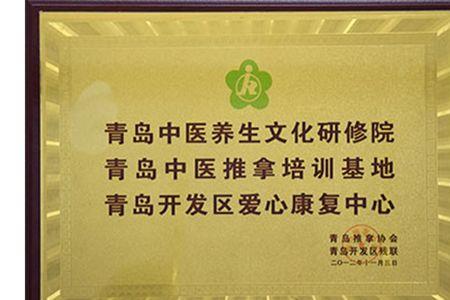 青岛中医养生文化研修院
青岛中医推拿培训基地
青岛开发区爱心康复中心
青岛推拿协会
青岛开发区残联
二〇一二年十一月三日